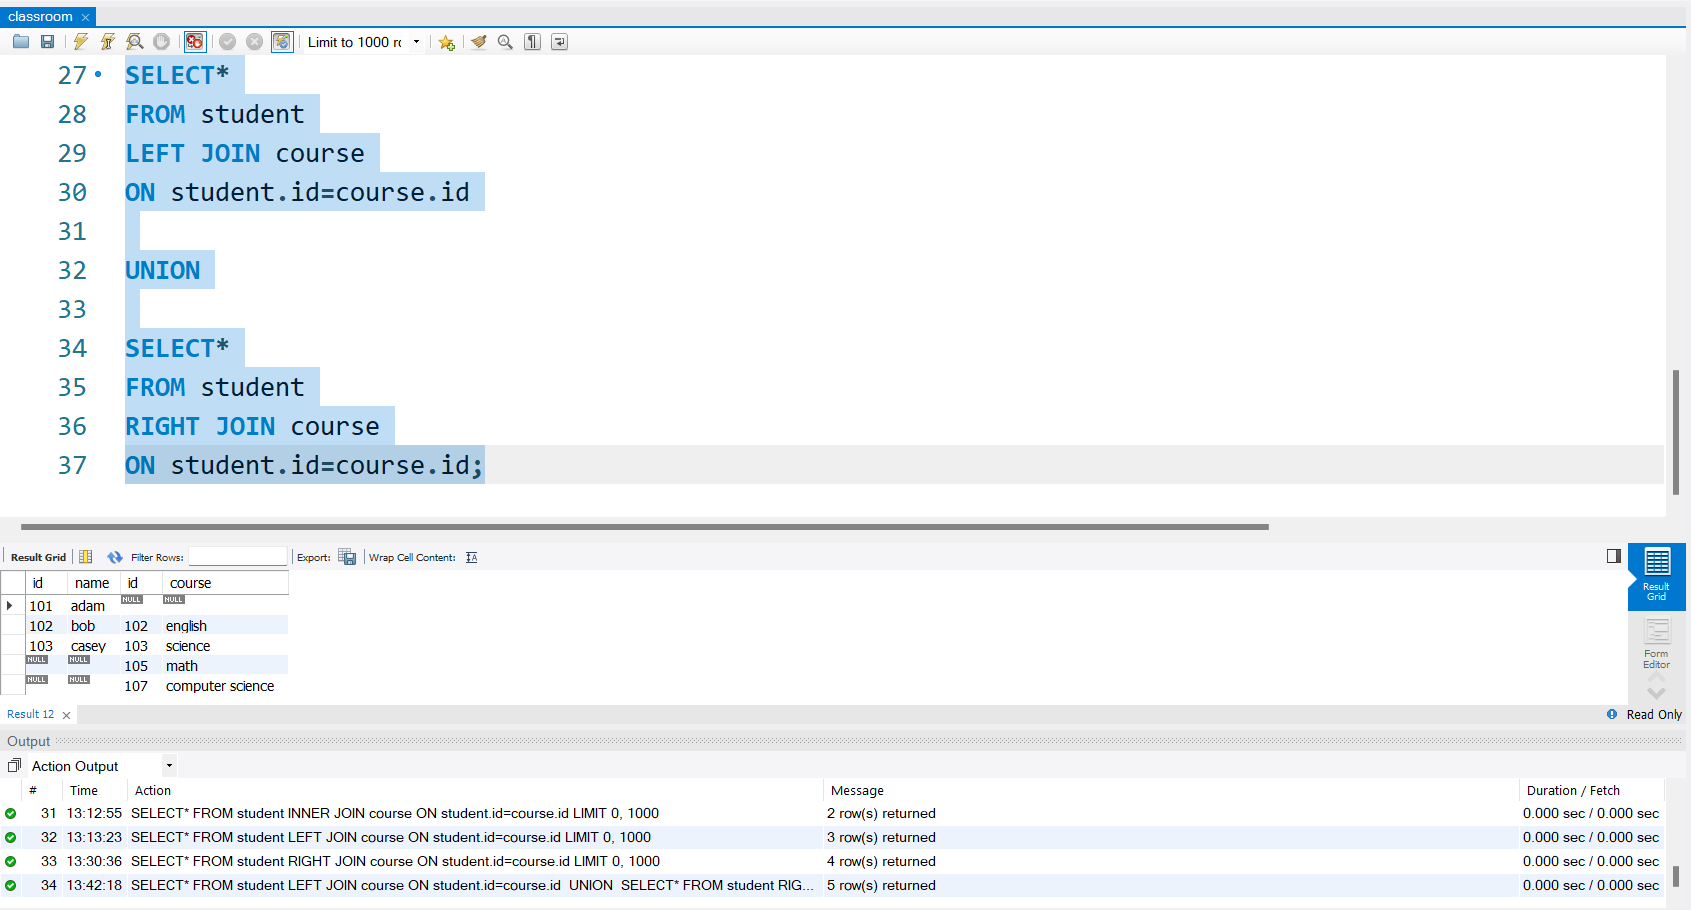 classroom
Limit to 1000 rc
27 SELECT*
28 FROM student
29 LEFT JOIN course
30 ON student.id=course.id
31
32 UNION
33
34 SELECT*
35 FROM student
36 RIGHT JOIN course
37 ON student.id=course.id;
Result Grid Filter Rows: Export: Wrap Cell Content:
id name id course
101 adam NULL NULL
102 bob 102 english
103 casey 103 science
NULL NULL 105 math
NULL NULL 107 computer science
Result
Grid
Form
Editor
Result 12 Read Only
Output
Action Output
# Time Action Message Duration / Fetch
31 13:12:55 SELECT* FROM student INNER JOIN course ON student.id=course.id LIMIT 0, 1000 2 row(s) returned 0.000 sec / 0.000 sec
32 13:13:23 SELECT* FROM student LEFT JOIN course ON student.id=course.id LIMIT 0, 1000 3 row(s) returned 0.000 sec / 0.000 sec
33 13:30:36 SELECT* FROM student RIGHT JOIN course ON student.id=course.id LIMIT 0, 1000 4 row(s) returned 0.000 sec / 0.000 sec
34 13:42:18 SELECT* FROM student LEFT JOIN course ON student.id=course.id UNION SELECT* FROM student RIG... 5 row(s) returned 0.000 sec / 0.000 sec